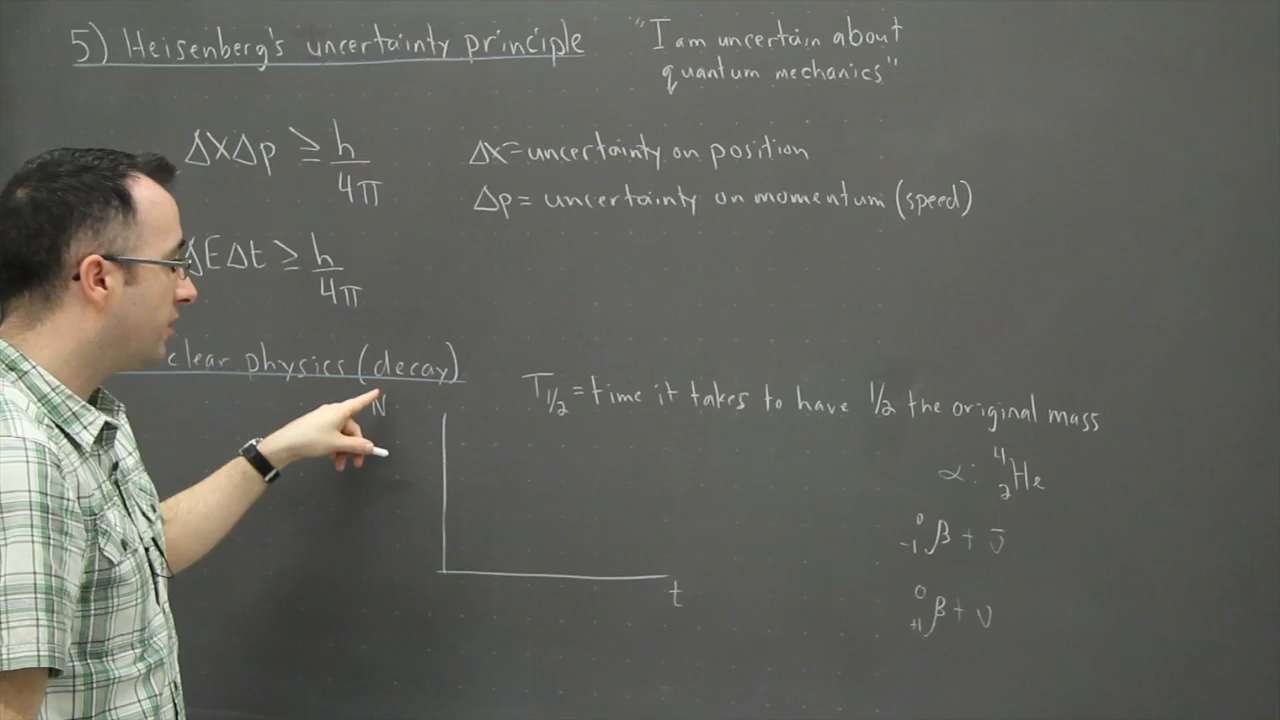 5) Heisenberg's uncertainty principle
"I am uncertain about
quantum mechanics"
ΔxΔp ≥ h/4π
Δx = uncertainty on position
Δp = uncertainty on momentum (speed)
EΔt ≥ h/4π
clear physics (decay)
T1/2 = time it takes to have 1/2 the original mass
N
t
α: ⁴₂He
⁰₋₁β + ν̄
⁰₊₁β + ν